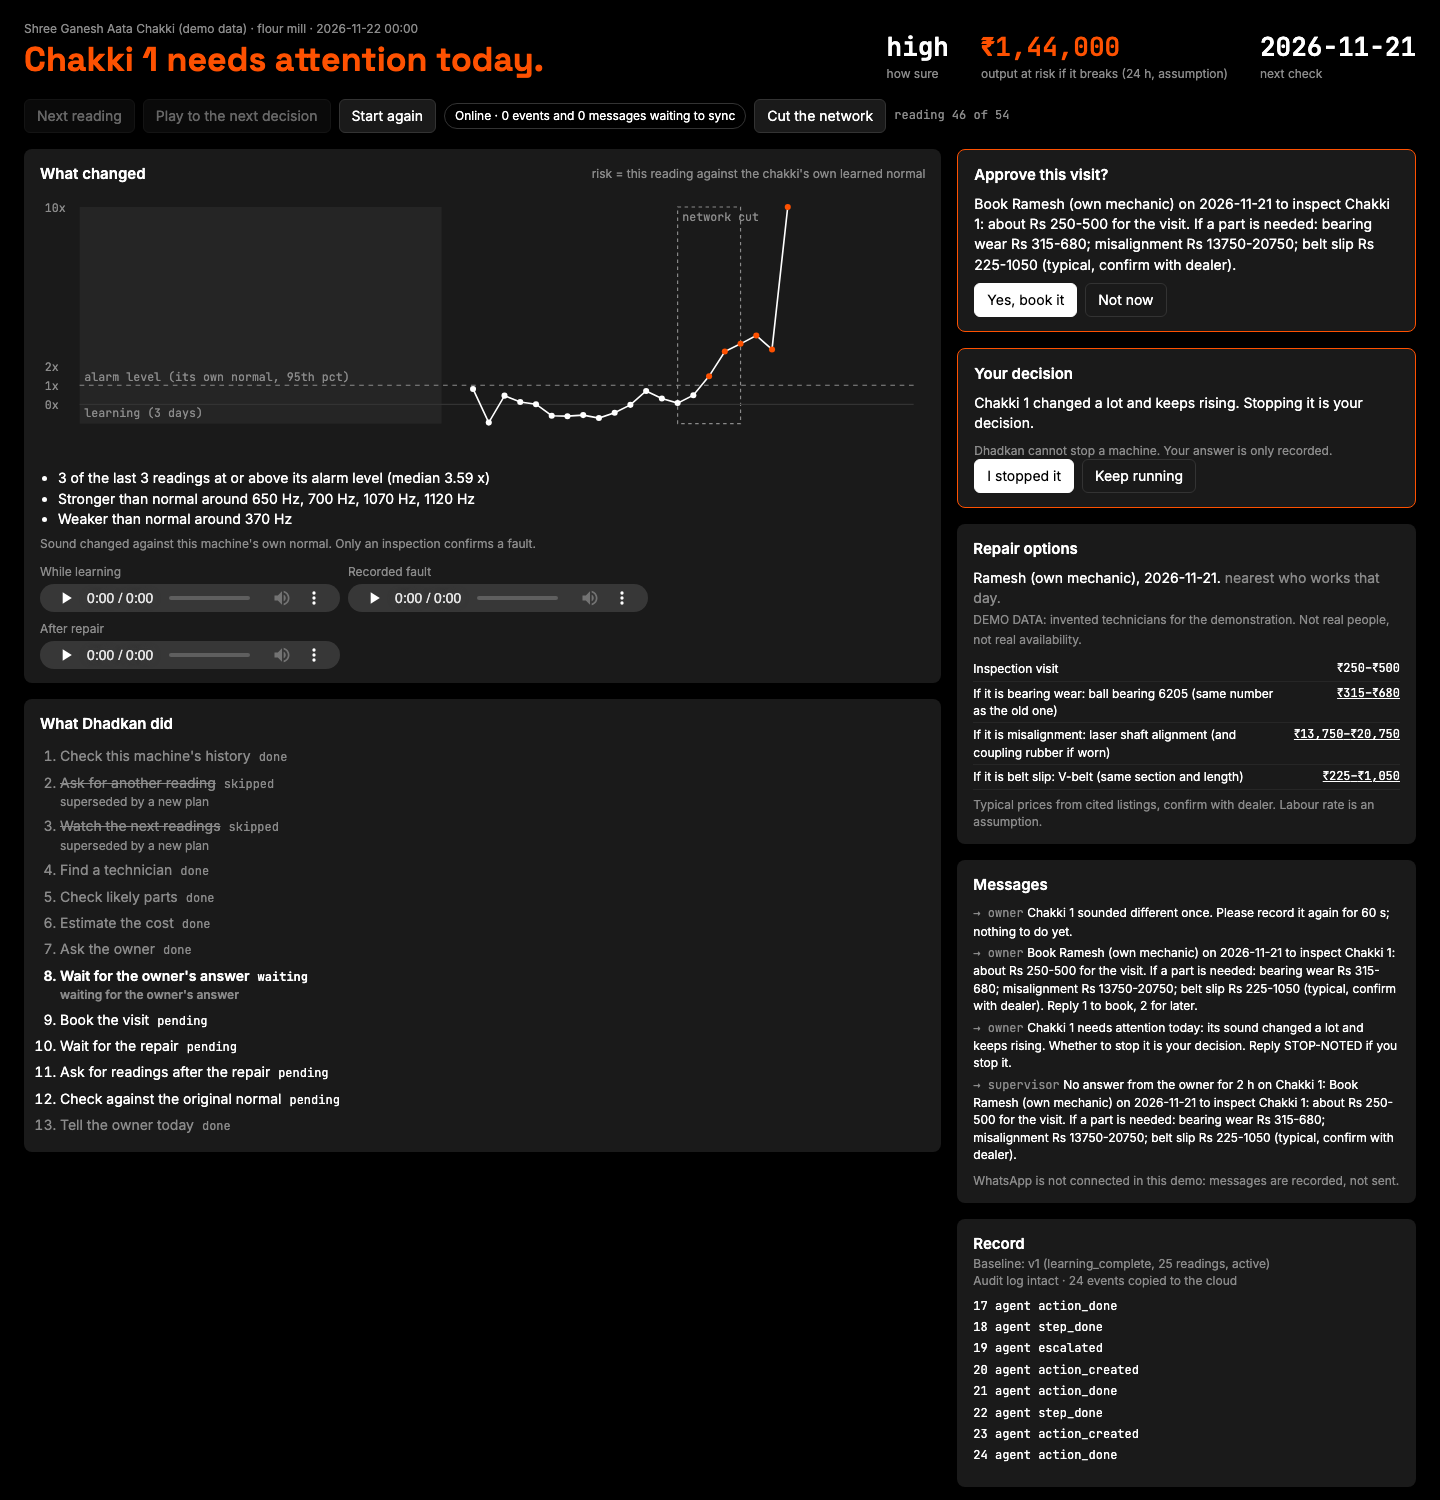 Shree Ganesh Aata Chakki (demo data) · flour mill · 2026-11-22 00:00
Chakki 1 needs attention today.
high
how sure
₹1,44,000
output at risk if it breaks (24 h, assumption)
2026-11-21
next check
Next reading
Play to the next decision
Start again
Online · 0 events and 0 messages waiting to sync
Cut the network
reading 46 of 54
What changed
risk = this reading against the chakki's own learned normal
10x
network cut
2x
alarm level (its own normal, 95th pct)
1x
0x
learning (3 days)
• 3 of the last 3 readings at or above its alarm level (median 3.59 x)
• Stronger than normal around 650 Hz, 700 Hz, 1070 Hz, 1120 Hz
• Weaker than normal around 370 Hz
Sound changed against this machine's own normal. Only an inspection confirms a fault.
While learning
0:00 / 0:00
Recorded fault
0:00 / 0:00
After repair
0:00 / 0:00
What Dhadkan did
1. Check this machine's history done
2. Ask for another reading skipped
superseded by a new plan
3. Watch the next readings skipped
superseded by a new plan
4. Find a technician done
5. Check likely parts done
6. Estimate the cost done
7. Ask the owner done
8. Wait for the owner's answer waiting
waiting for the owner's answer
9. Book the visit pending
10. Wait for the repair pending
11. Ask for readings after the repair pending
12. Check against the original normal pending
13. Tell the owner today done
Approve this visit?
Book Ramesh (own mechanic) on 2026-11-21 to inspect Chakki
1: about Rs 250-500 for the visit. If a part is needed: bearing
wear Rs 315-680; misalignment Rs 13750-20750; belt slip Rs
225-1050 (typical, confirm with dealer).
Yes, book it
Not now
Your decision
Chakki 1 changed a lot and keeps rising. Stopping it is your
decision.
Dhadkan cannot stop a machine. Your answer is only recorded.
I stopped it
Keep running
Repair options
Ramesh (own mechanic), 2026-11-21. nearest who works that
day.
DEMO DATA: invented technicians for the demonstration. Not real people,
not real availability.
Inspection visit ₹250–₹500
If it is bearing wear: ball bearing 6205 (same number ₹315–₹680
as the old one)
If it is misalignment: laser shaft alignment (and ₹13,750–₹20,750
coupling rubber if worn)
If it is belt slip: V-belt (same section and length) ₹225–₹1,050
Typical prices from cited listings, confirm with dealer. Labour rate is an
assumption.
Messages
→ owner Chakki 1 sounded different once. Please record it again for 60 s;
nothing to do yet.
→ owner Book Ramesh (own mechanic) on 2026-11-21 to inspect Chakki 1:
about Rs 250-500 for the visit. If a part is needed: bearing wear Rs 315-
680; misalignment Rs 13750-20750; belt slip Rs 225-1050 (typical, confirm
with dealer). Reply 1 to book, 2 for later.
→ owner Chakki 1 needs attention today: its sound changed a lot and
keeps rising. Whether to stop it is your decision. Reply STOP-NOTED if you
stop it.
→ supervisor No answer from the owner for 2 h on Chakki 1: Book
Ramesh (own mechanic) on 2026-11-21 to inspect Chakki 1: about Rs 250-
500 for the visit. If a part is needed: bearing wear Rs 315-680;
misalignment Rs 13750-20750; belt slip Rs 225-1050 (typical, confirm with
dealer).
WhatsApp is not connected in this demo: messages are recorded, not sent.
Record
Baseline: v1 (learning_complete, 25 readings, active)
Audit log intact · 24 events copied to the cloud
17 agent action_done
18 agent step_done
19 agent escalated
20 agent action_created
21 agent action_done
22 agent step_done
23 agent action_created
24 agent action_done